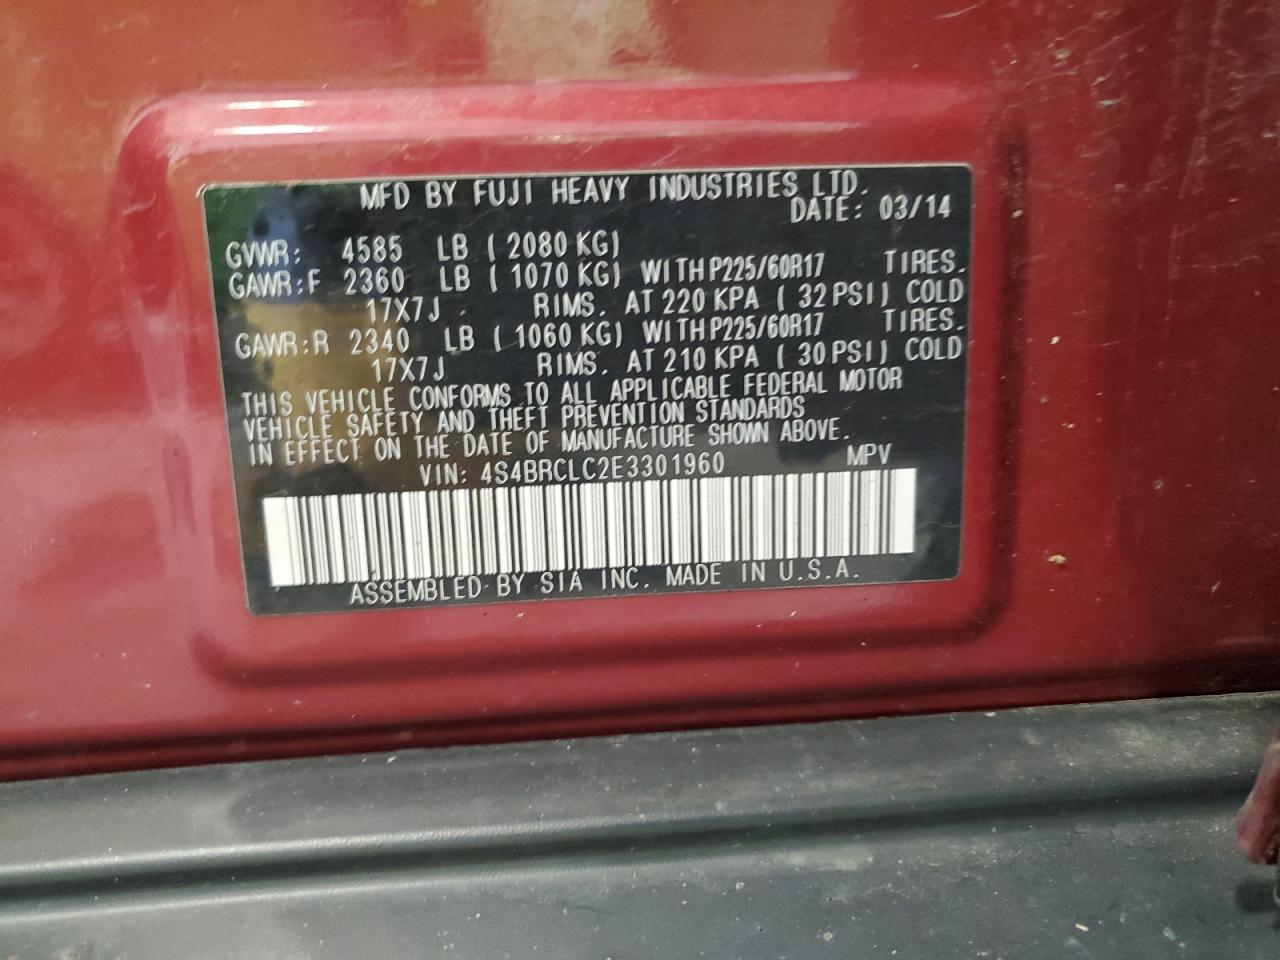 MFD BY FUJI HEAVY INDUSTRIES LTD.
DATE: 03/14
GVWR: 4585 LB (2080 KG)
GAWR:F 2360 LB (1070 KG) WITH P225/60R17 TIRES.
17X7J . RIMS. AT 220 KPA (32 PSI) COLD
GAWR:R 2340 LB (1060 KG) WITH P225/60R17 TIRES.
17X7J RIMS. AT 210 KPA (30 PSI) COLD
THIS VEHICLE CONFORMS TO ALL APPLICABLE FEDERAL MOTOR
VEHICLE SAFETY AND THEFT PREVENTION STANDARDS
IN EFFECT ON THE DATE OF MANUFACTURE SHOWN ABOVE.
VIN: 4S4BRCLC2E3301960 MPV
ASSEMBLED BY SIA INC. MADE IN U.S.A.